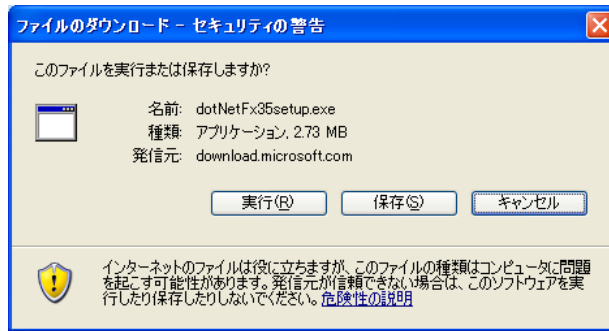 ファイルのダウンロード - セキュリティの警告
このファイルを実行または保存しますか?
名前: dotNetFx35setup.exe
種類: アプリケーション, 2.73 MB
発信元: download.microsoft.com
実行(R) 保存(S) キャンセル
インターネットのファイルは役に立ちますが、このファイルの種類はコンピュータに問題
を起こす可能性があります。発信元が信頼できない場合は、このソフトウェアを実
行したり保存したりしないでください。危険性の説明